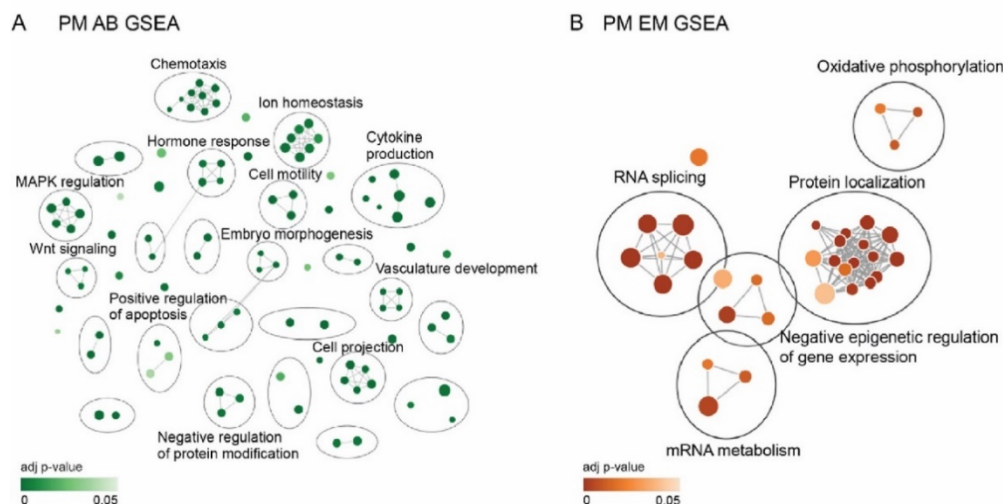 A PM AB GSEA
Chemotaxis
Ion homeostasis
Hormone response
Cytokine
production
MAPK regulation
Cell motility
Wnt signaling
Embryo morphogenesis
Vasculature development
Positive regulation
of apoptosis
Cell projection
Negative regulation
of protein modification
adj p-value
0 0.05
B PM EM GSEA
Oxidative phosphorylation
RNA splicing
Protein localization
Negative epigenetic regulation
of gene expression
mRNA metabolism
adj p-value
0 0.05